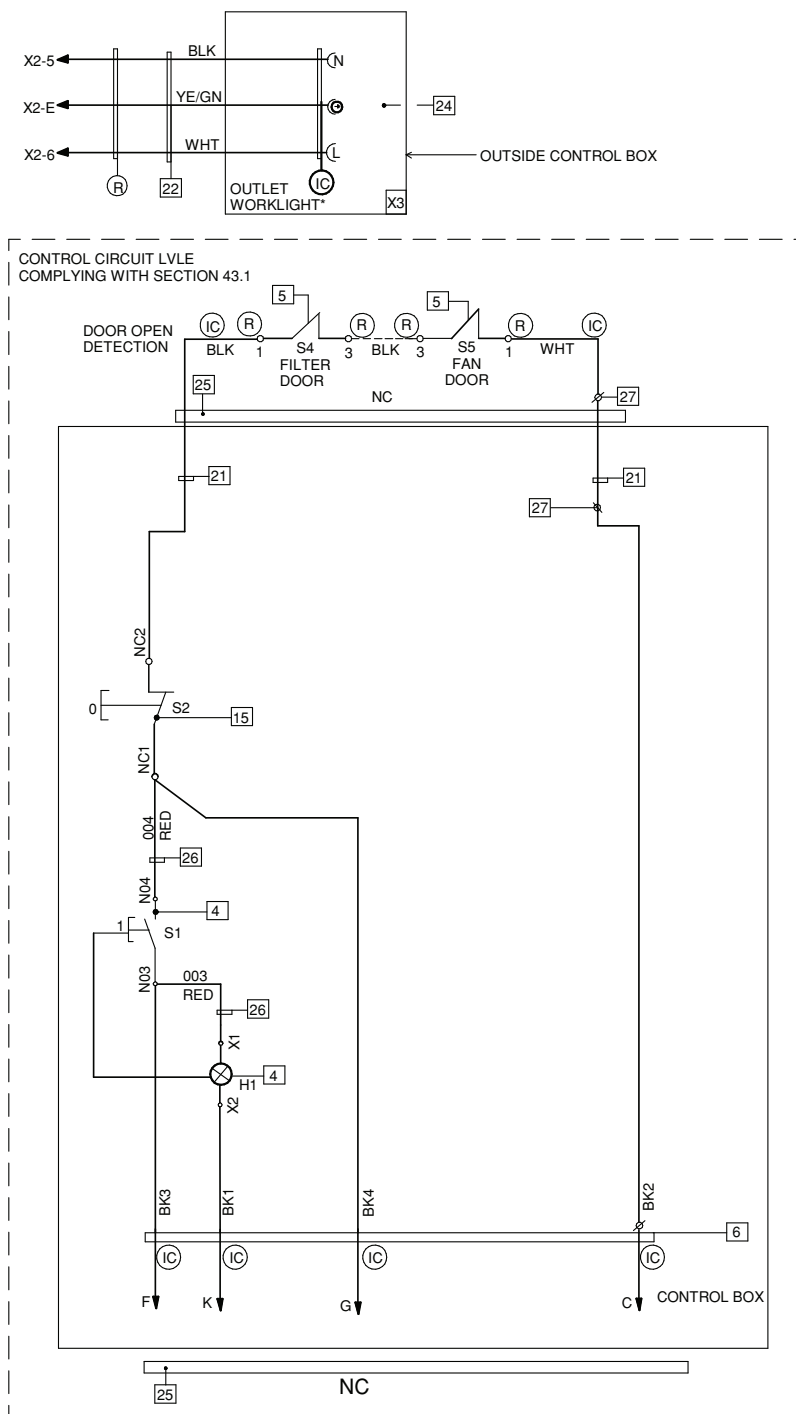 BLK
X2-5
N
YE/GN
X2-E
24
WHT
X2-6
L
OUTSIDE CONTROL BOX
R
22
IC
OUTLET
WORKLIGHT*
X3
CONTROL CIRCUIT LVLE
COMPLYING WITH SECTION 43.1
5
5
DOOR OPEN
DETECTION
IC
R
R
R
R
IC
BLK
1
S4
3
BLK
3
S5
1
WHT
FILTER
DOOR
FAN
DOOR
25
NC
27
21
21
27
NC2
0
S2
15
NC1
004
RED
26
N04
4
1
S1
N03
003
RED
26
X1
4
H1
X2
BK3
BK1
BK4
BK2
6
IC
IC
IC
IC
F
K
G
C
CONTROL BOX
25
NC